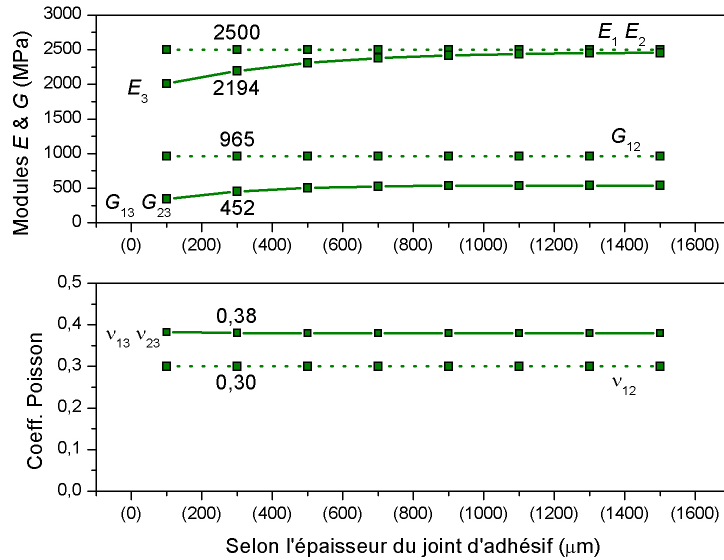 3000
2500
2000
1500
1000
500
0
Modules E & G (MPa)
2500
E₁ E₂
E₃
2194
965
G₁₂
G₁₃ G₂₃
452
(0) (200) (400) (600) (800) (1000) (1200) (1400) (1600)
0,5
0,4
0,3
0,2
0,1
0,0
Coeff. Poisson
0,38
ν₁₃ ν₂₃
0,30
ν₁₂
(0) (200) (400) (600) (800) (1000) (1200) (1400) (1600)
Selon l'épaisseur du joint d'adhésif (μm)